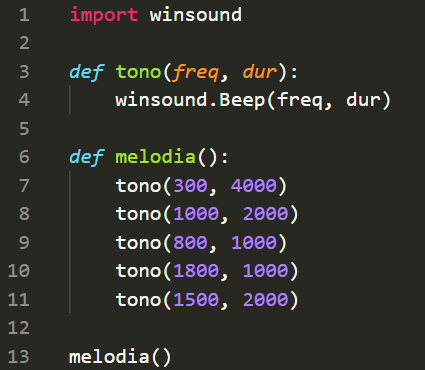 1 import winsound
2
3 def tono(freq, dur):
4     winsound.Beep(freq, dur)
5
6 def melodia():
7     tono(300, 4000)
8     tono(1000, 2000)
9     tono(800, 1000)
10     tono(1800, 1000)
11     tono(1500, 2000)
12
13 melodia()